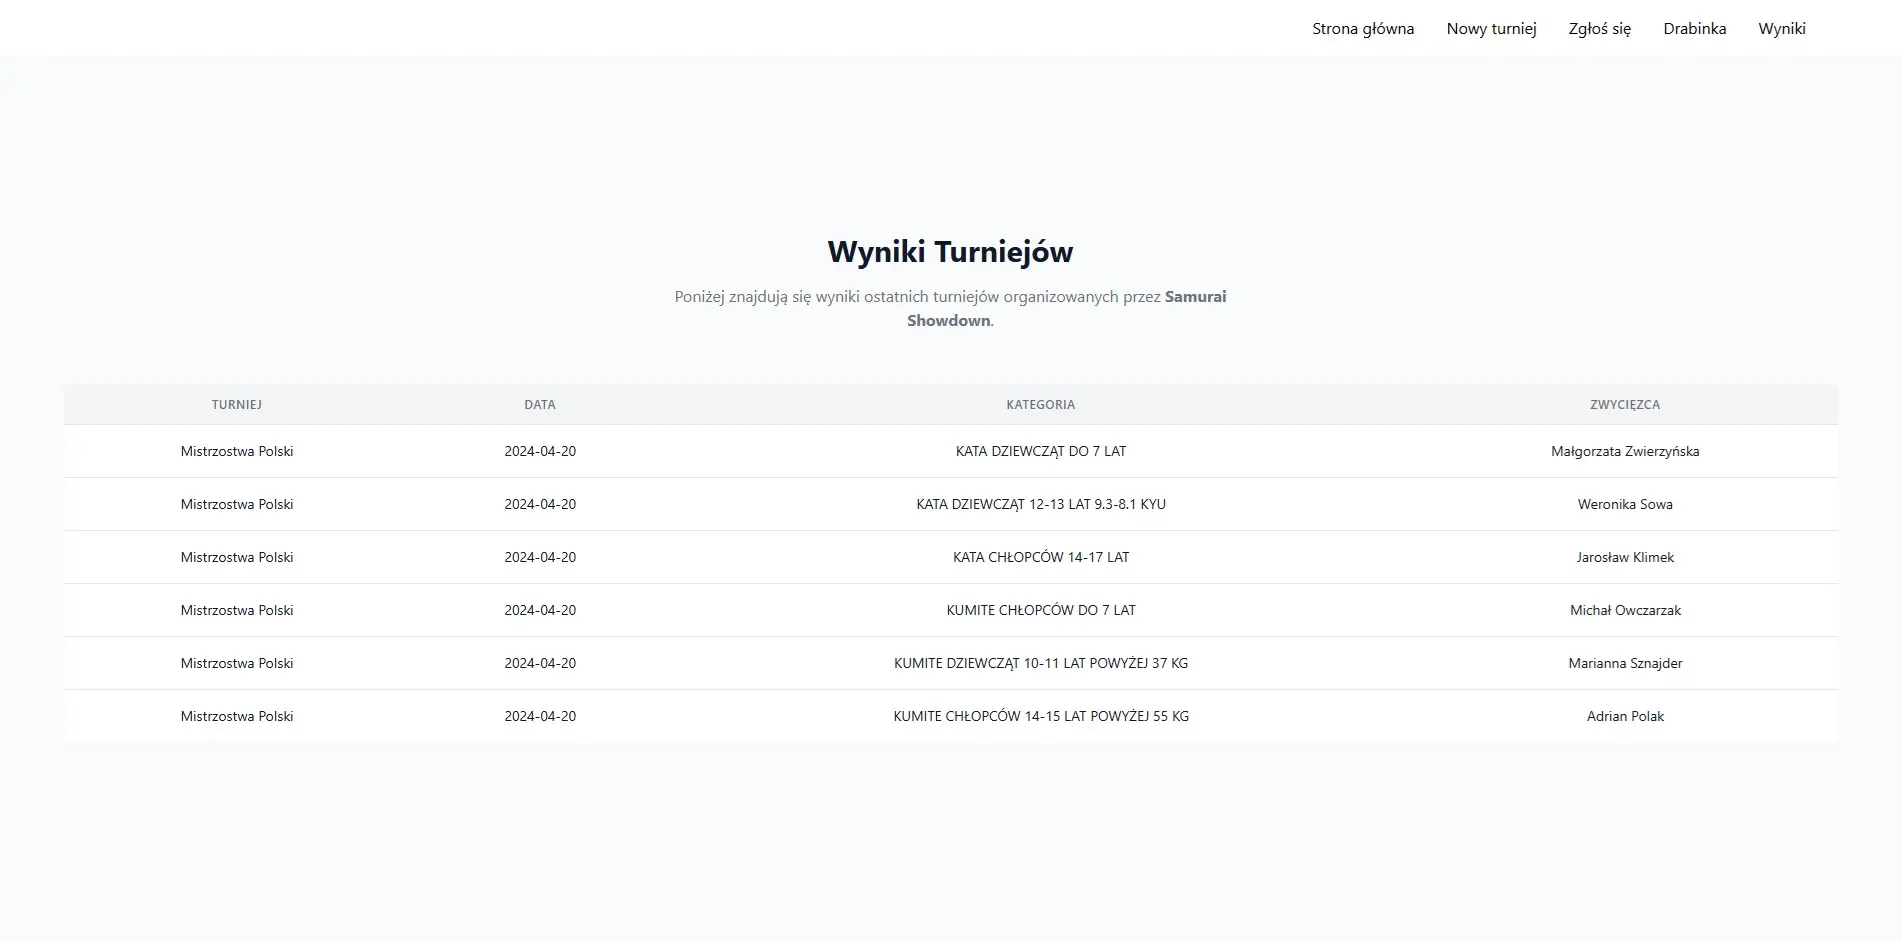 Strona główna Nowy turniej Zgłoś się Drabinka Wyniki
Wyniki Turniejów
Poniżej znajdują się wyniki ostatnich turniejów organizowanych przez Samurai
Showdown.
TURNIEJ DATA KATEGORIA ZWYCIĘZCA
Mistrzostwa Polski 2024-04-20 KATA DZIEWCZĄT DO 7 LAT Małgorzata Zwierzyńska
Mistrzostwa Polski 2024-04-20 KATA DZIEWCZĄT 12-13 LAT 9.3-8.1 KYU Weronika Sowa
Mistrzostwa Polski 2024-04-20 KATA CHŁOPCÓW 14-17 LAT Jarosław Klimek
Mistrzostwa Polski 2024-04-20 KUMITE CHŁOPCÓW DO 7 LAT Michał Owczarzak
Mistrzostwa Polski 2024-04-20 KUMITE DZIEWCZĄT 10-11 LAT POWYŻEJ 37 KG Marianna Sznajder
Mistrzostwa Polski 2024-04-20 KUMITE CHŁOPCÓW 14-15 LAT POWYŻEJ 55 KG Adrian Polak